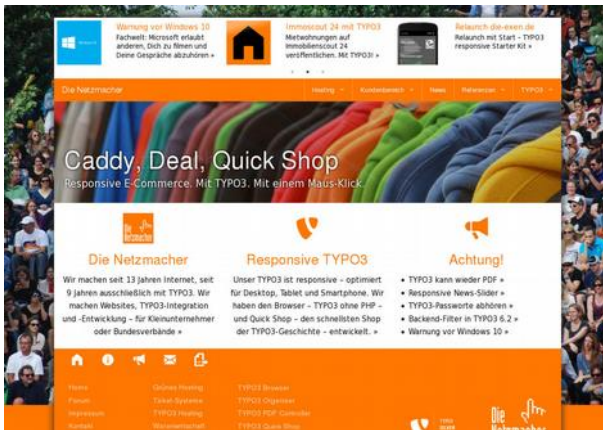 Warnung vor Windows 10
Fachwelt: Microsoft erlaubt
anderen, Dich zu filmen und
Deine Gespräche abzuhören »
Immoscout 24 mit TYPO3
Mietwohnungen auf
Immobilienscout 24
veröffentlichen. Mit TYPO3! »
Relaunch die-exen.de
Relaunch mit Start – TYPO3
responsive Starter Kit »
Die Netzmacher
Hosting
Kundenbereich
News
Referenzen
TYPO3
Caddy, Deal, Quick Shop
Responsive E-Commerce. Mit TYPO3. Mit einem Maus-Klick.
Die Netzmacher
Die Netzmacher
Wir machen seit 13 Jahren Internet, seit
9 Jahren ausschließlich mit TYPO3. Wir
machen Websites, TYPO3-Integration
und -Entwicklung – für Kleinunternehmer
oder Bundesverbände »
Responsive TYPO3
Unser TYPO3 ist responsive – optimiert
für Desktop, Tablet und Smartphone. Wir
haben den Browser – TYPO3 ohne PHP –
und Quick Shop – den schnellsten Shop
der TYPO3-Geschichte – entwickelt. »
Achtung!
• TYPO3 kann wieder PDF »
• Responsive News-Slider »
• TYPO3-Passworte abhören »
• Backend-Filter in TYPO3 6.2 »
• Warnung vor Windows 10 »
Home
Forum
Impressum
Kontakt
Grünes Hosting
Ticket-Systeme
TYPO3 Hosting
Warenwirtschaft
TYPO3 Browser
TYPO3 Organiser
TYPO3 PDF Controller
TYPO3 Quick Shop
Die
Netzmacher